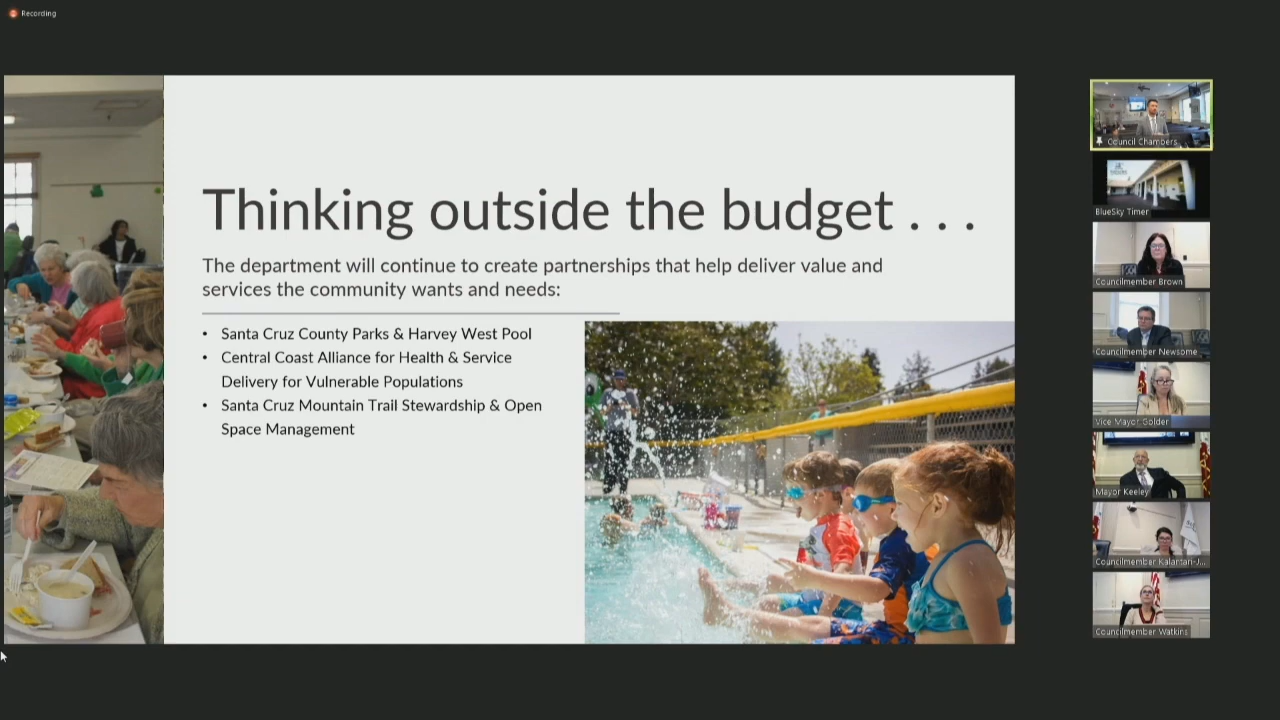 Recording
Thinking outside the budget . . .
The department will continue to create partnerships that help deliver value and
services the community wants and needs:
• Santa Cruz County Parks & Harvey West Pool
• Central Coast Alliance for Health & Service
Delivery for Vulnerable Populations
• Santa Cruz Mountain Trail Stewardship & Open
Space Management
Council Chambers
BlueSky Timer
Councilmember Brown
Councilmember Newsome
Vice Mayor Golder
Mayor Keeley
Councilmember Kalantari-J...
Councilmember Watkins